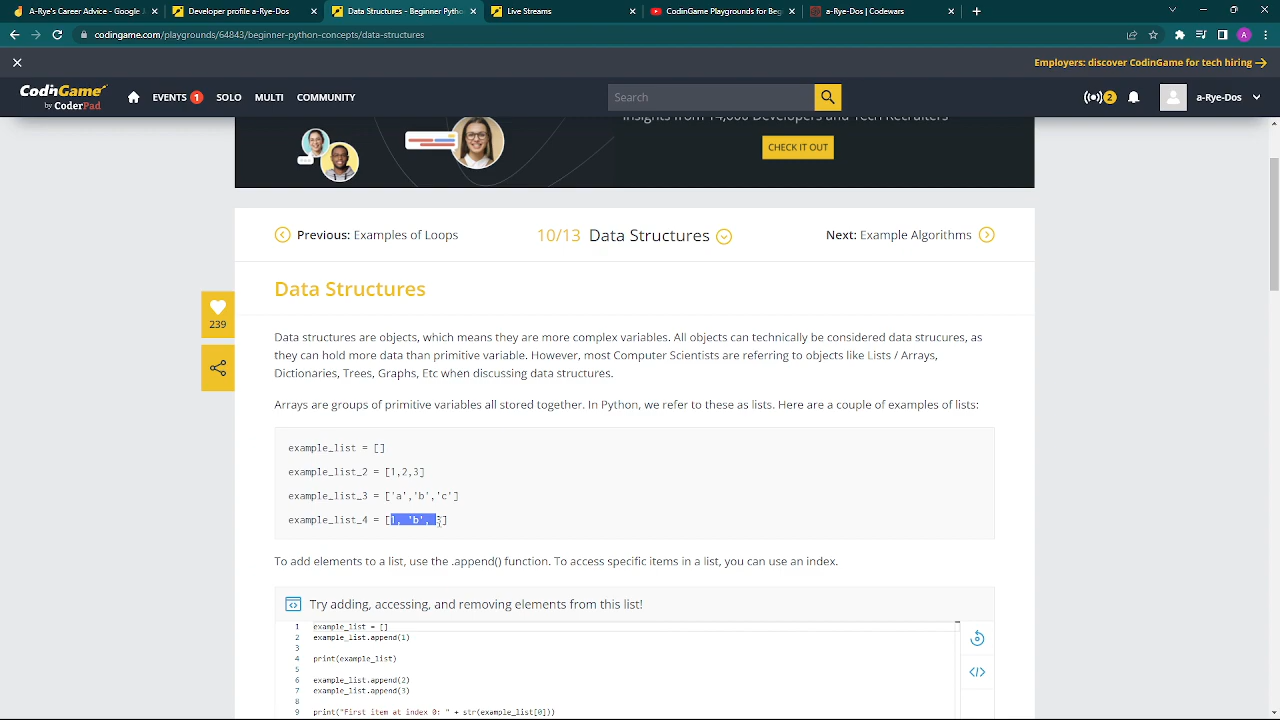 a-Rye's Career Advice - Google
Developer profile a-Rye-Dos
Data Structures - Beginner Pytho
Live Streams
CodinGame Playgrounds for Beg
a-Rye-Dos Codewars
codingame.com/playgrounds/64843/beginner-python-concepts/data-structures
A
Employers: discover CodinGame for tech hiring →
CODINGAME
by CoderPad
EVENTS 1
SOLO
MULTI
COMMUNITY
Search
2
a-Rye-Dos
Insights from 14,000 Developers and Tech Recruiters
CHECK IT OUT
Previous: Examples of Loops
10/13 Data Structures
Next: Example Algorithms
Data Structures
239
Data structures are objects, which means they are more complex variables. All objects can technically be considered data strucures, as
they can hold more data than primitive variable. However, most Computer Scientists are referring to objects like Lists / Arrays,
Dictionaries, Trees, Graphs, Etc when discussing data structures.
Arrays are groups of primitive variables all stored together. In Python, we refer to these as lists. Here are a couple of examples of lists:
example_list = []
example_list_2 = [1,2,3]
example_list_3 = ['a','b','c']
example_list_4 = [1, 'b', ]
To add elements to a list, use the .append() function. To access specific items in a list, you can use an index.
Try adding, accessing, and removing elements from this list!
1 example_list = []
2 example_list.append(1)
3
4 print(example_list)
5
6 example_list.append(2)
7 example_list.append(3)
8
9 print("First item at index 0: " + str(example_list[0]))